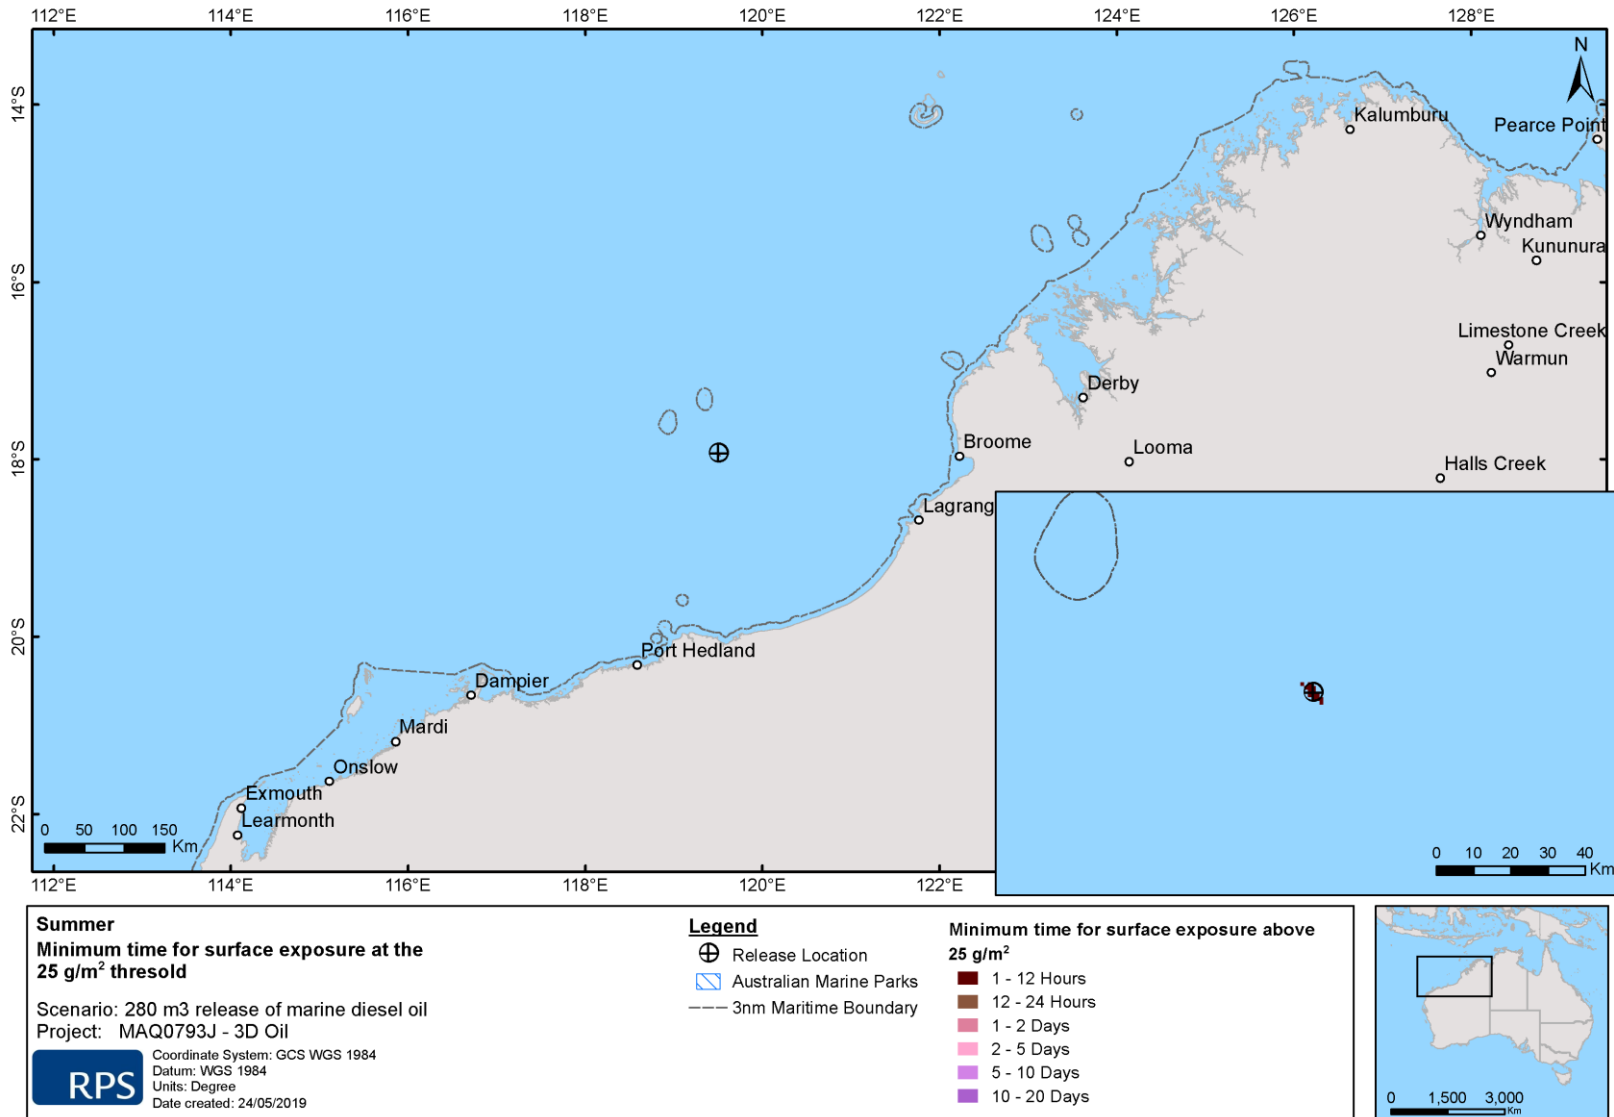 112°E 114°E 116°E 118°E 120°E 122°E 124°E 126°E 128°E
N
14°S
Kalumburu
Pearce Point
Wyndham
Kununura
16°S
Limestone Creek
Warmun
Derby
Broome
Looma
18°S
Halls Creek
Lagrang
20°S
Port Hedland
Dampier
Mardi
Onslow
22°S
Exmouth
Learmonth
0 50 100 150
Km
0 10 20 30 40
Km
112°E 114°E 116°E 118°E 120°E 122°E
Summer
Minimum time for surface exposure at the
25 g/m² thresold
Scenario: 280 m3 release of marine diesel oil
Project: MAQ0793J - 3D Oil
RPS
Coordinate System: GCS WGS 1984
Datum: WGS 1984
Units: Degree
Date created: 24/05/2019
Legend
Release Location
Australian Marine Parks
3nm Maritime Boundary
Minimum time for surface exposure above
25 g/m²
1 - 12 Hours
12 - 24 Hours
1 - 2 Days
2 - 5 Days
5 - 10 Days
10 - 20 Days
0 1,500 3,000
Km